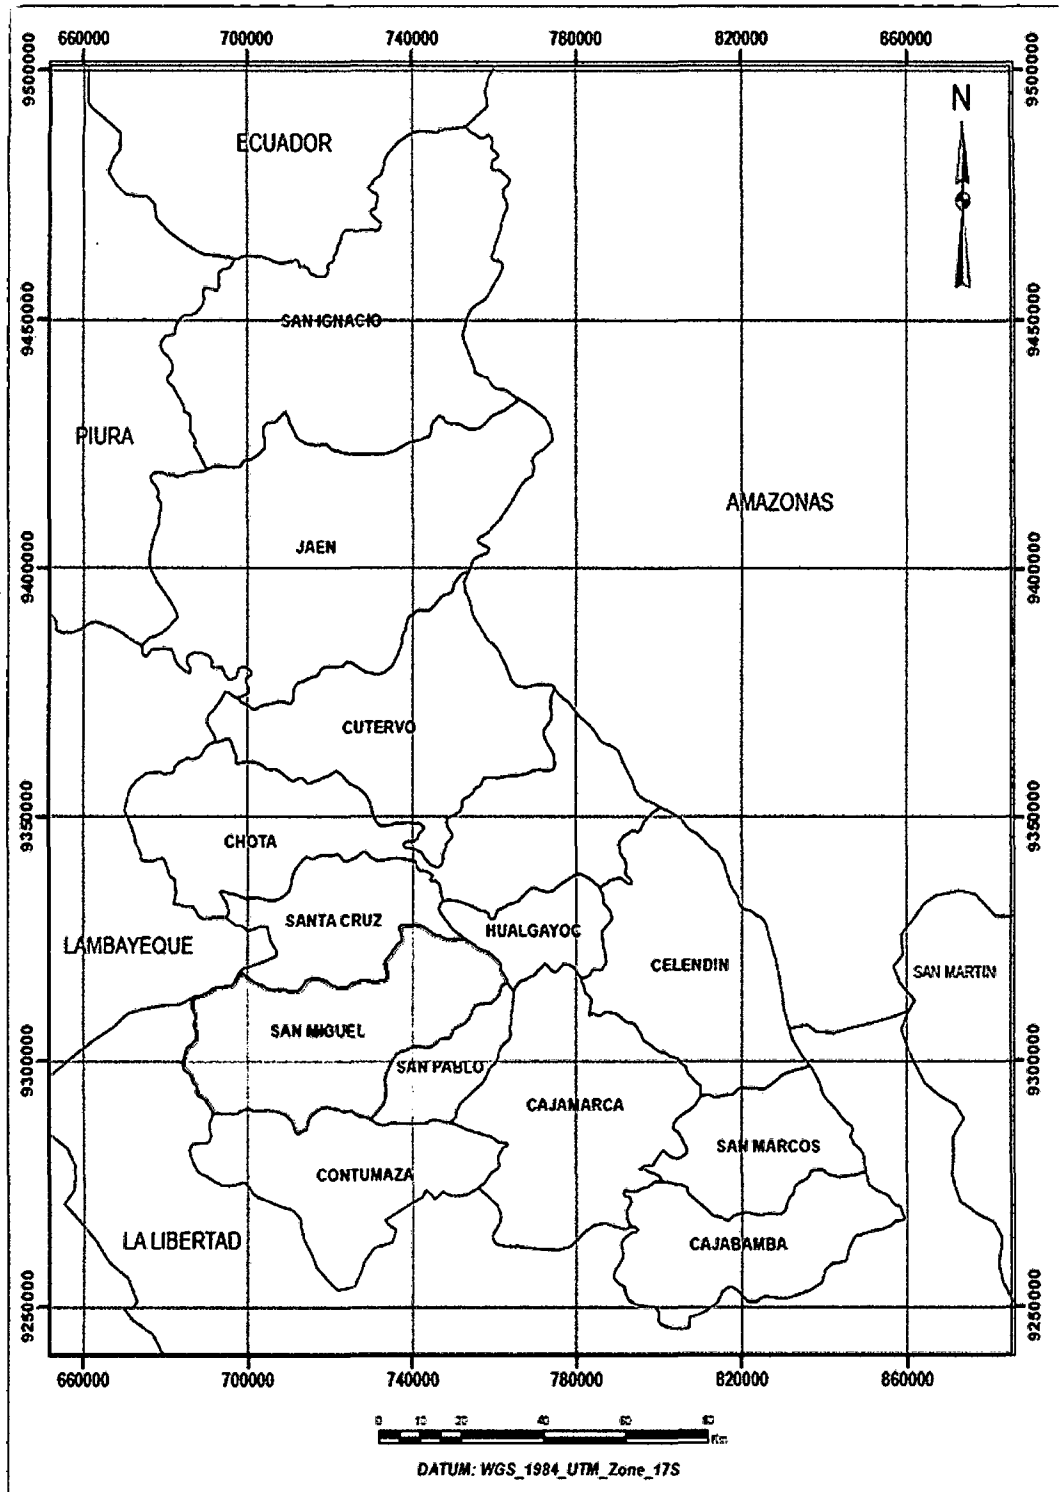 660000 700000 740000 780000 820000 860000
9500000 9500000
N
ECUADOR
9450000 SAN IGNACIO 9450000
PIURA
AMAZONAS
JAEN
9400000 9400000
CUTERVO
9350000 9350000
CHOTA
SANTA CRUZ
HUALGAYOC
LAMBAYEQUE
CELENDIN
SAN MARTIN
SAN MIGUEL
9300000 9300000
SAN PABLO
CAJAMARCA
SAN MARCOS
CONTUMAZA
LA LIBERTAD
CAJABAMBA
9250000 9250000
660000 700000 740000 780000 820000 860000
0 10 20 40 60 80
Km
DATUM: WGS_1984_UTM_Zone_17S